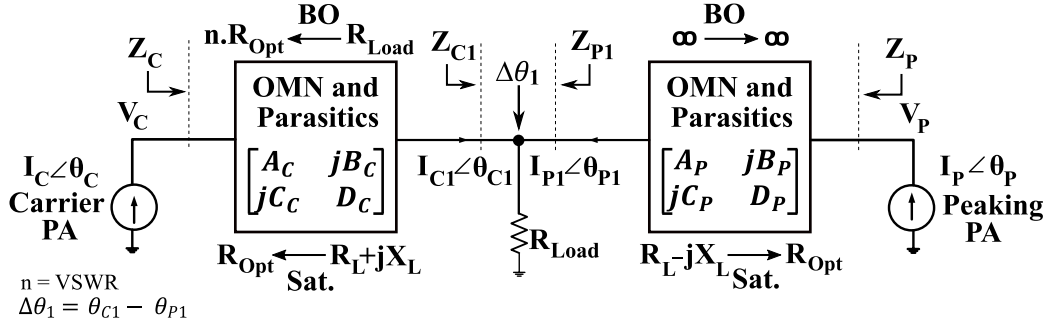 BO
n.R_Opt ← R_Load
Z_C
Z_C1
Δθ_1
Z_P1
BO
∞ → ∞
Z_P
OMN and
Parasitics
[A_C jB_C
jC_C D_C]
V_C
I_C∠θ_C
Carrier
PA
I_C1∠θ_C1
I_P1∠θ_P1
R_Load
OMN and
Parasitics
[A_P jB_P
jC_P D_P]
V_P
I_P∠θ_P
Peaking
PA
R_Opt ← R_L+jX_L
Sat.
R_L-jX_L → R_Opt
Sat.
n = VSWR
Δθ_1 = θ_C1 − θ_P1